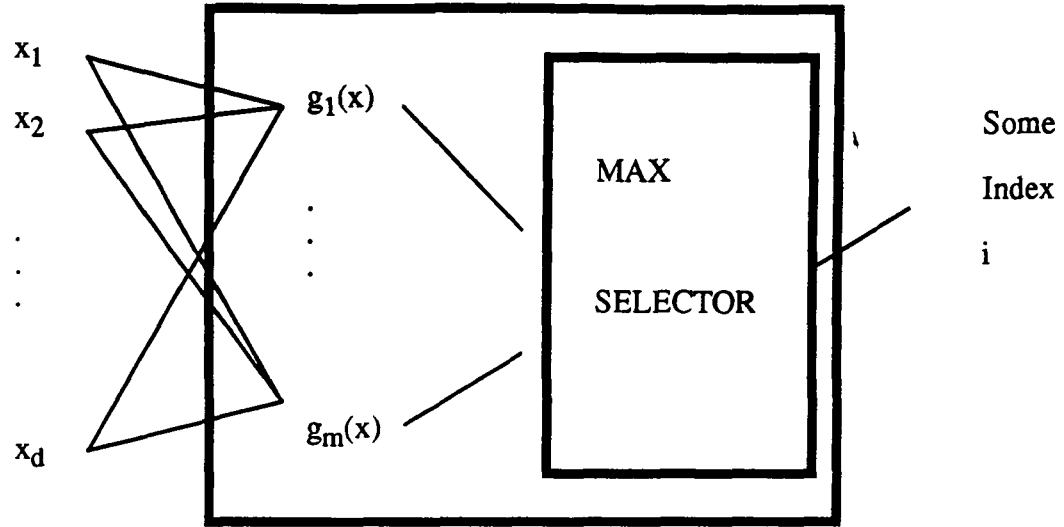 x1
x2
.
.
.
xd
g1(x)
.
.
.
gm(x)
MAX
SELECTOR
Some
Index
i